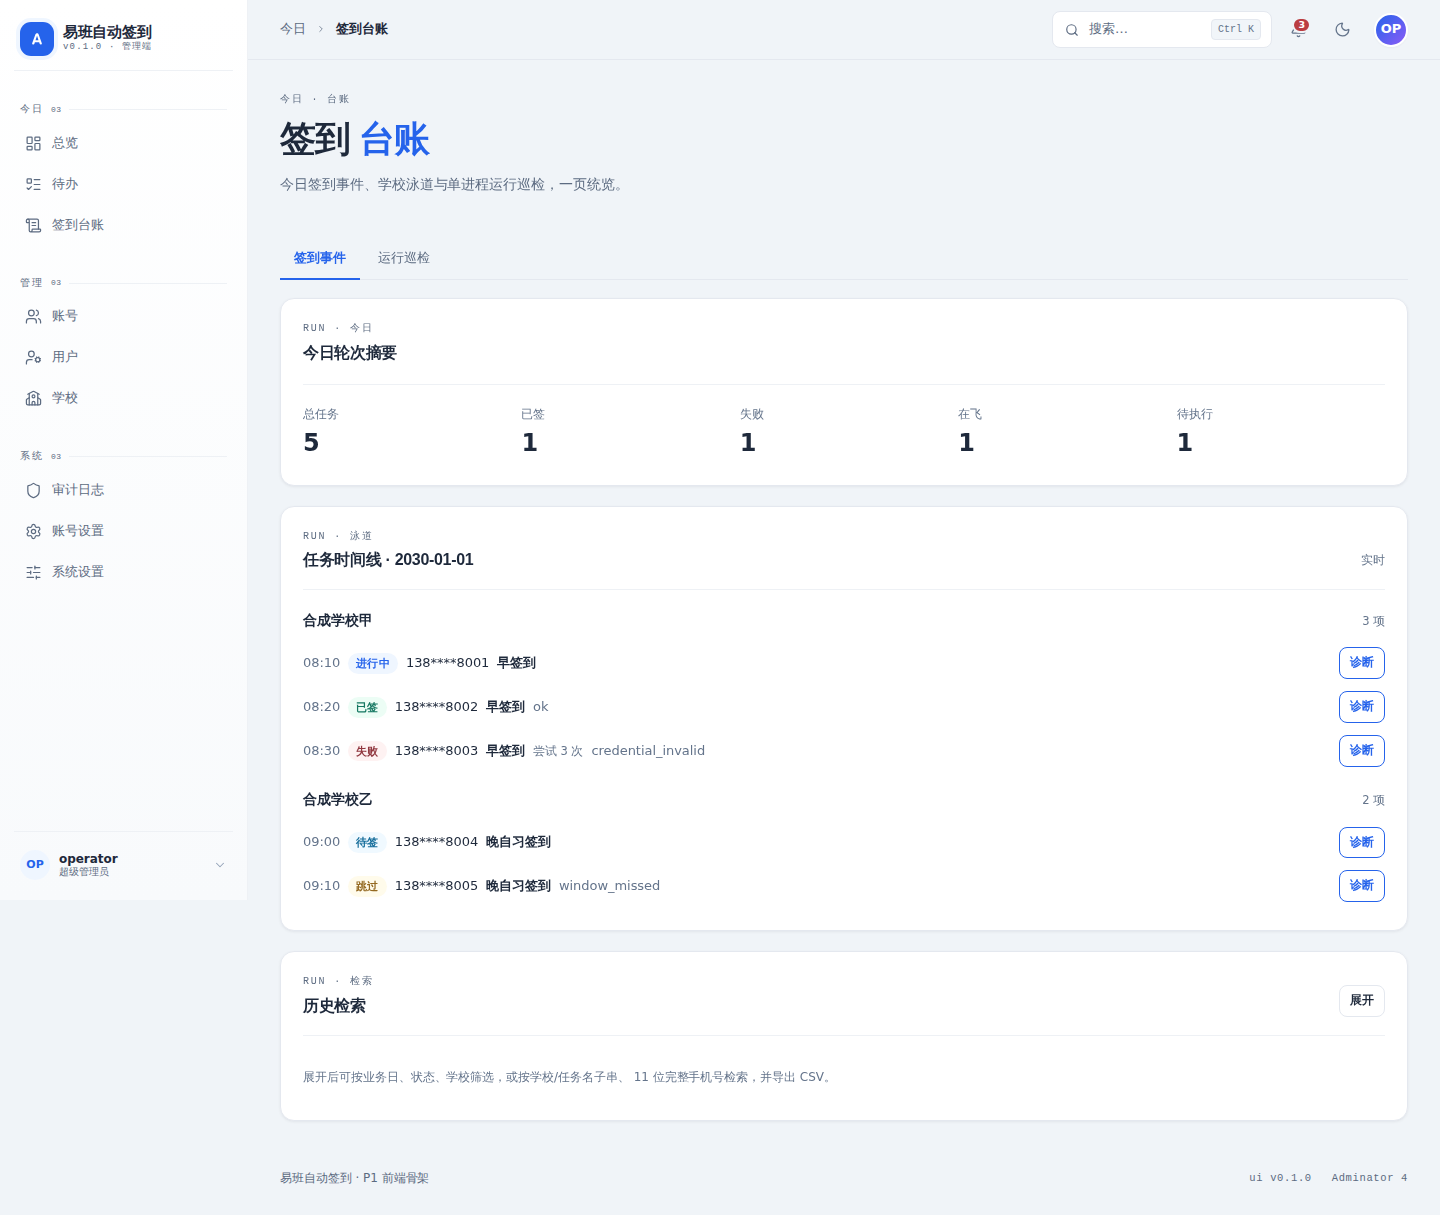 A
易班自动签到
v0.1.0 · 管理端
今日 03
总览
待办
签到台账
管理 03
账号
用户
学校
系统 03
审计日志
账号设置
系统设置
OP
operator
超级管理员
今日 › 签到台账
搜索…
Ctrl K
3
OP
今日 · 台账
签到 台账
今日签到事件、学校泳道与单进程运行巡检，一页统览。
签到事件
运行巡检
RUN · 今日
今日轮次摘要
总任务 已签 失败 在飞 待执行
5 1 1 1 1
RUN · 泳道
任务时间线 · 2030-01-01
实时
合成学校甲 3 项
08:10 进行中 138****8001 早签到 诊断
08:20 已签 138****8002 早签到 ok 诊断
08:30 失败 138****8003 早签到 尝试 3 次 credential_invalid 诊断
合成学校乙 2 项
09:00 待签 138****8004 晚自习签到 诊断
09:10 跳过 138****8005 晚自习签到 window_missed 诊断
RUN · 检索
历史检索
展开
展开后可按业务日、状态、学校筛选，或按学校/任务名子串、 11 位完整手机号检索，并导出 CSV。
易班自动签到 · P1 前端骨架
ui v0.1.0 Adminator 4